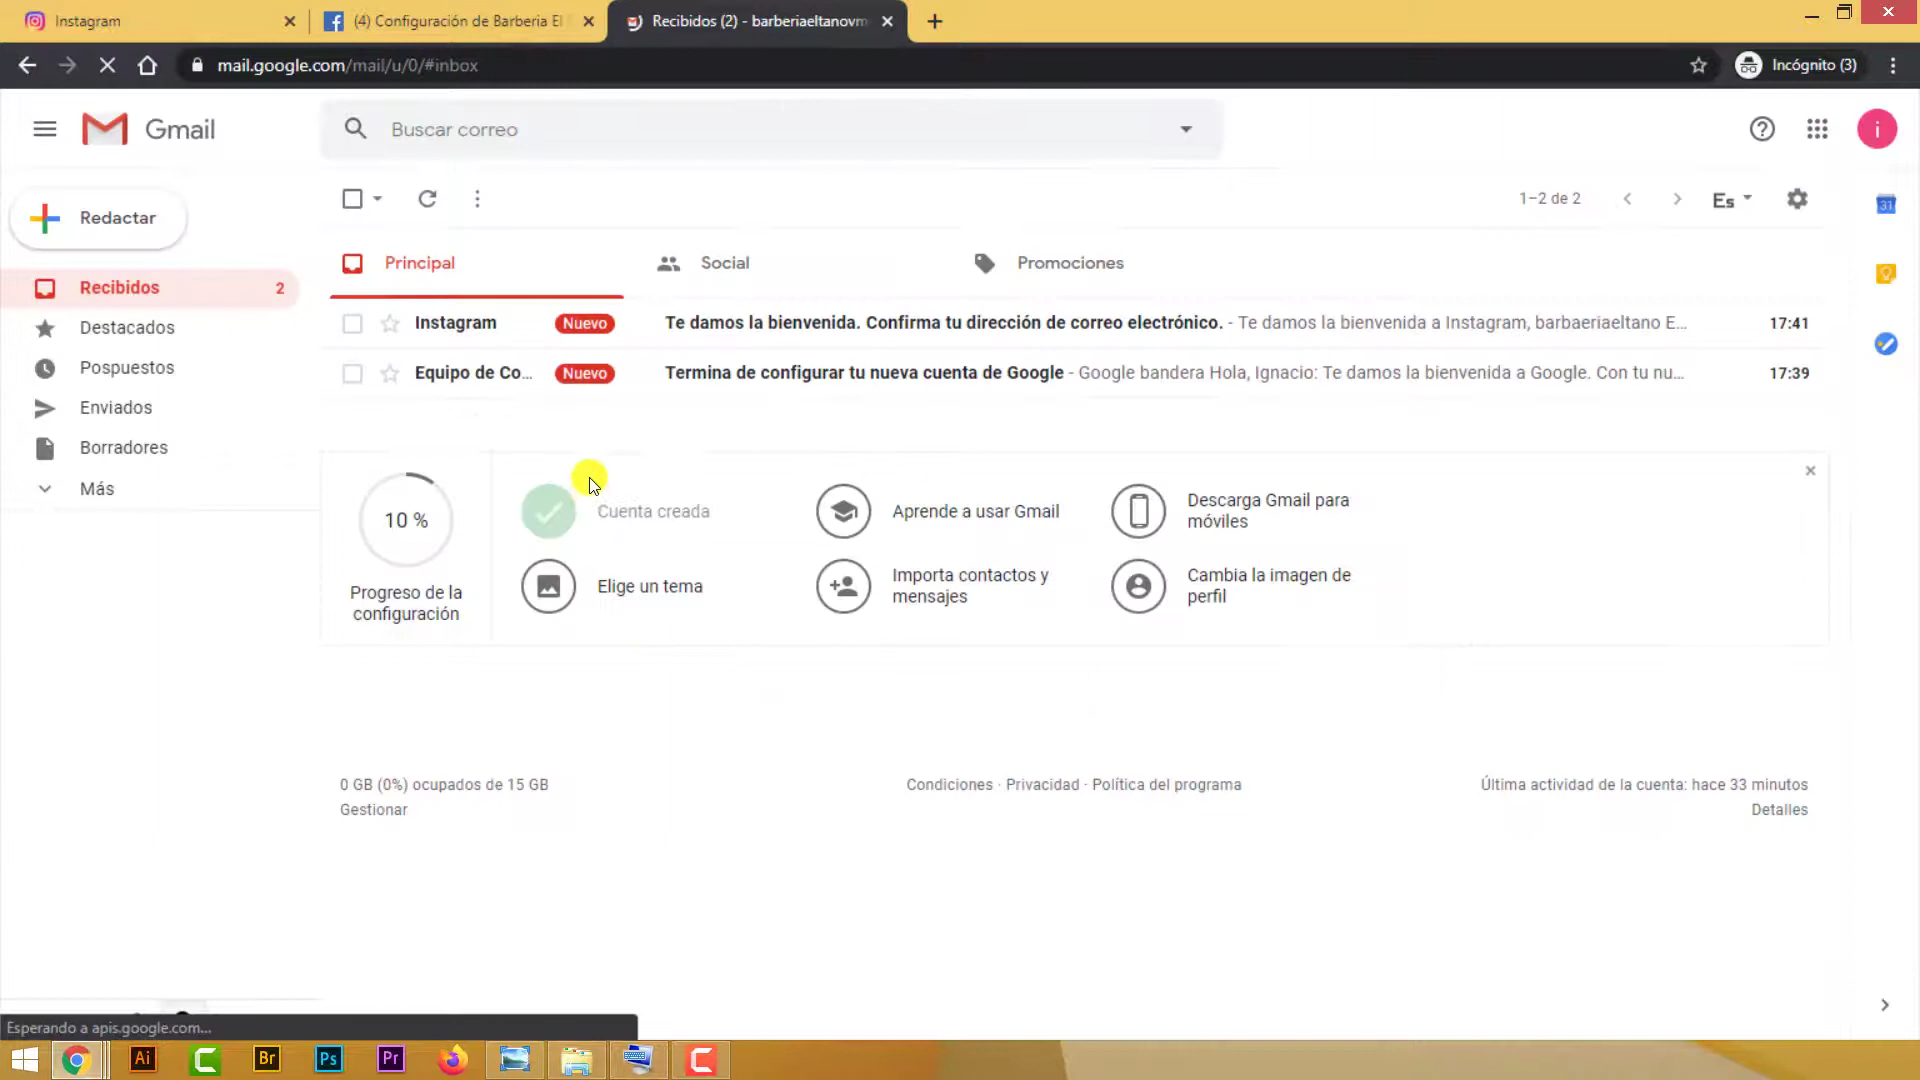 Instagram
(4) Configuración de Barberia El
Recibidos (2) - barberiaeltanovm
mail.google.com/mail/u/0/#inbox
Incógnito (3)
Gmail
Buscar correo
i
Redactar
1–2 de 2
Es
31
Principal
Social
Promociones
Recibidos
2
Destacados
Pospuestos
Enviados
Borradores
Más
Instagram
Nuevo
Te damos la bienvenida. Confirma tu dirección de correo electrónico. - Te damos la bienvenida a Instagram, barbaeriaeltano E...
17:41
Equipo de Co...
Nuevo
Termina de configurar tu nueva cuenta de Google - Google bandera Hola, Ignacio: Te damos la bienvenida a Google. Con tu nu...
17:39
10 %
Progreso de la
configuración
Cuenta creada
Aprende a usar Gmail
Descarga Gmail para
móviles
Elige un tema
Importa contactos y
mensajes
Cambia la imagen de
perfil
0 GB (0%) ocupados de 15 GB
Gestionar
Condiciones · Privacidad · Política del programa
Última actividad de la cuenta: hace 33 minutos
Detalles
Esperando a apis.google.com...
Ai
Br
Ps
Pr